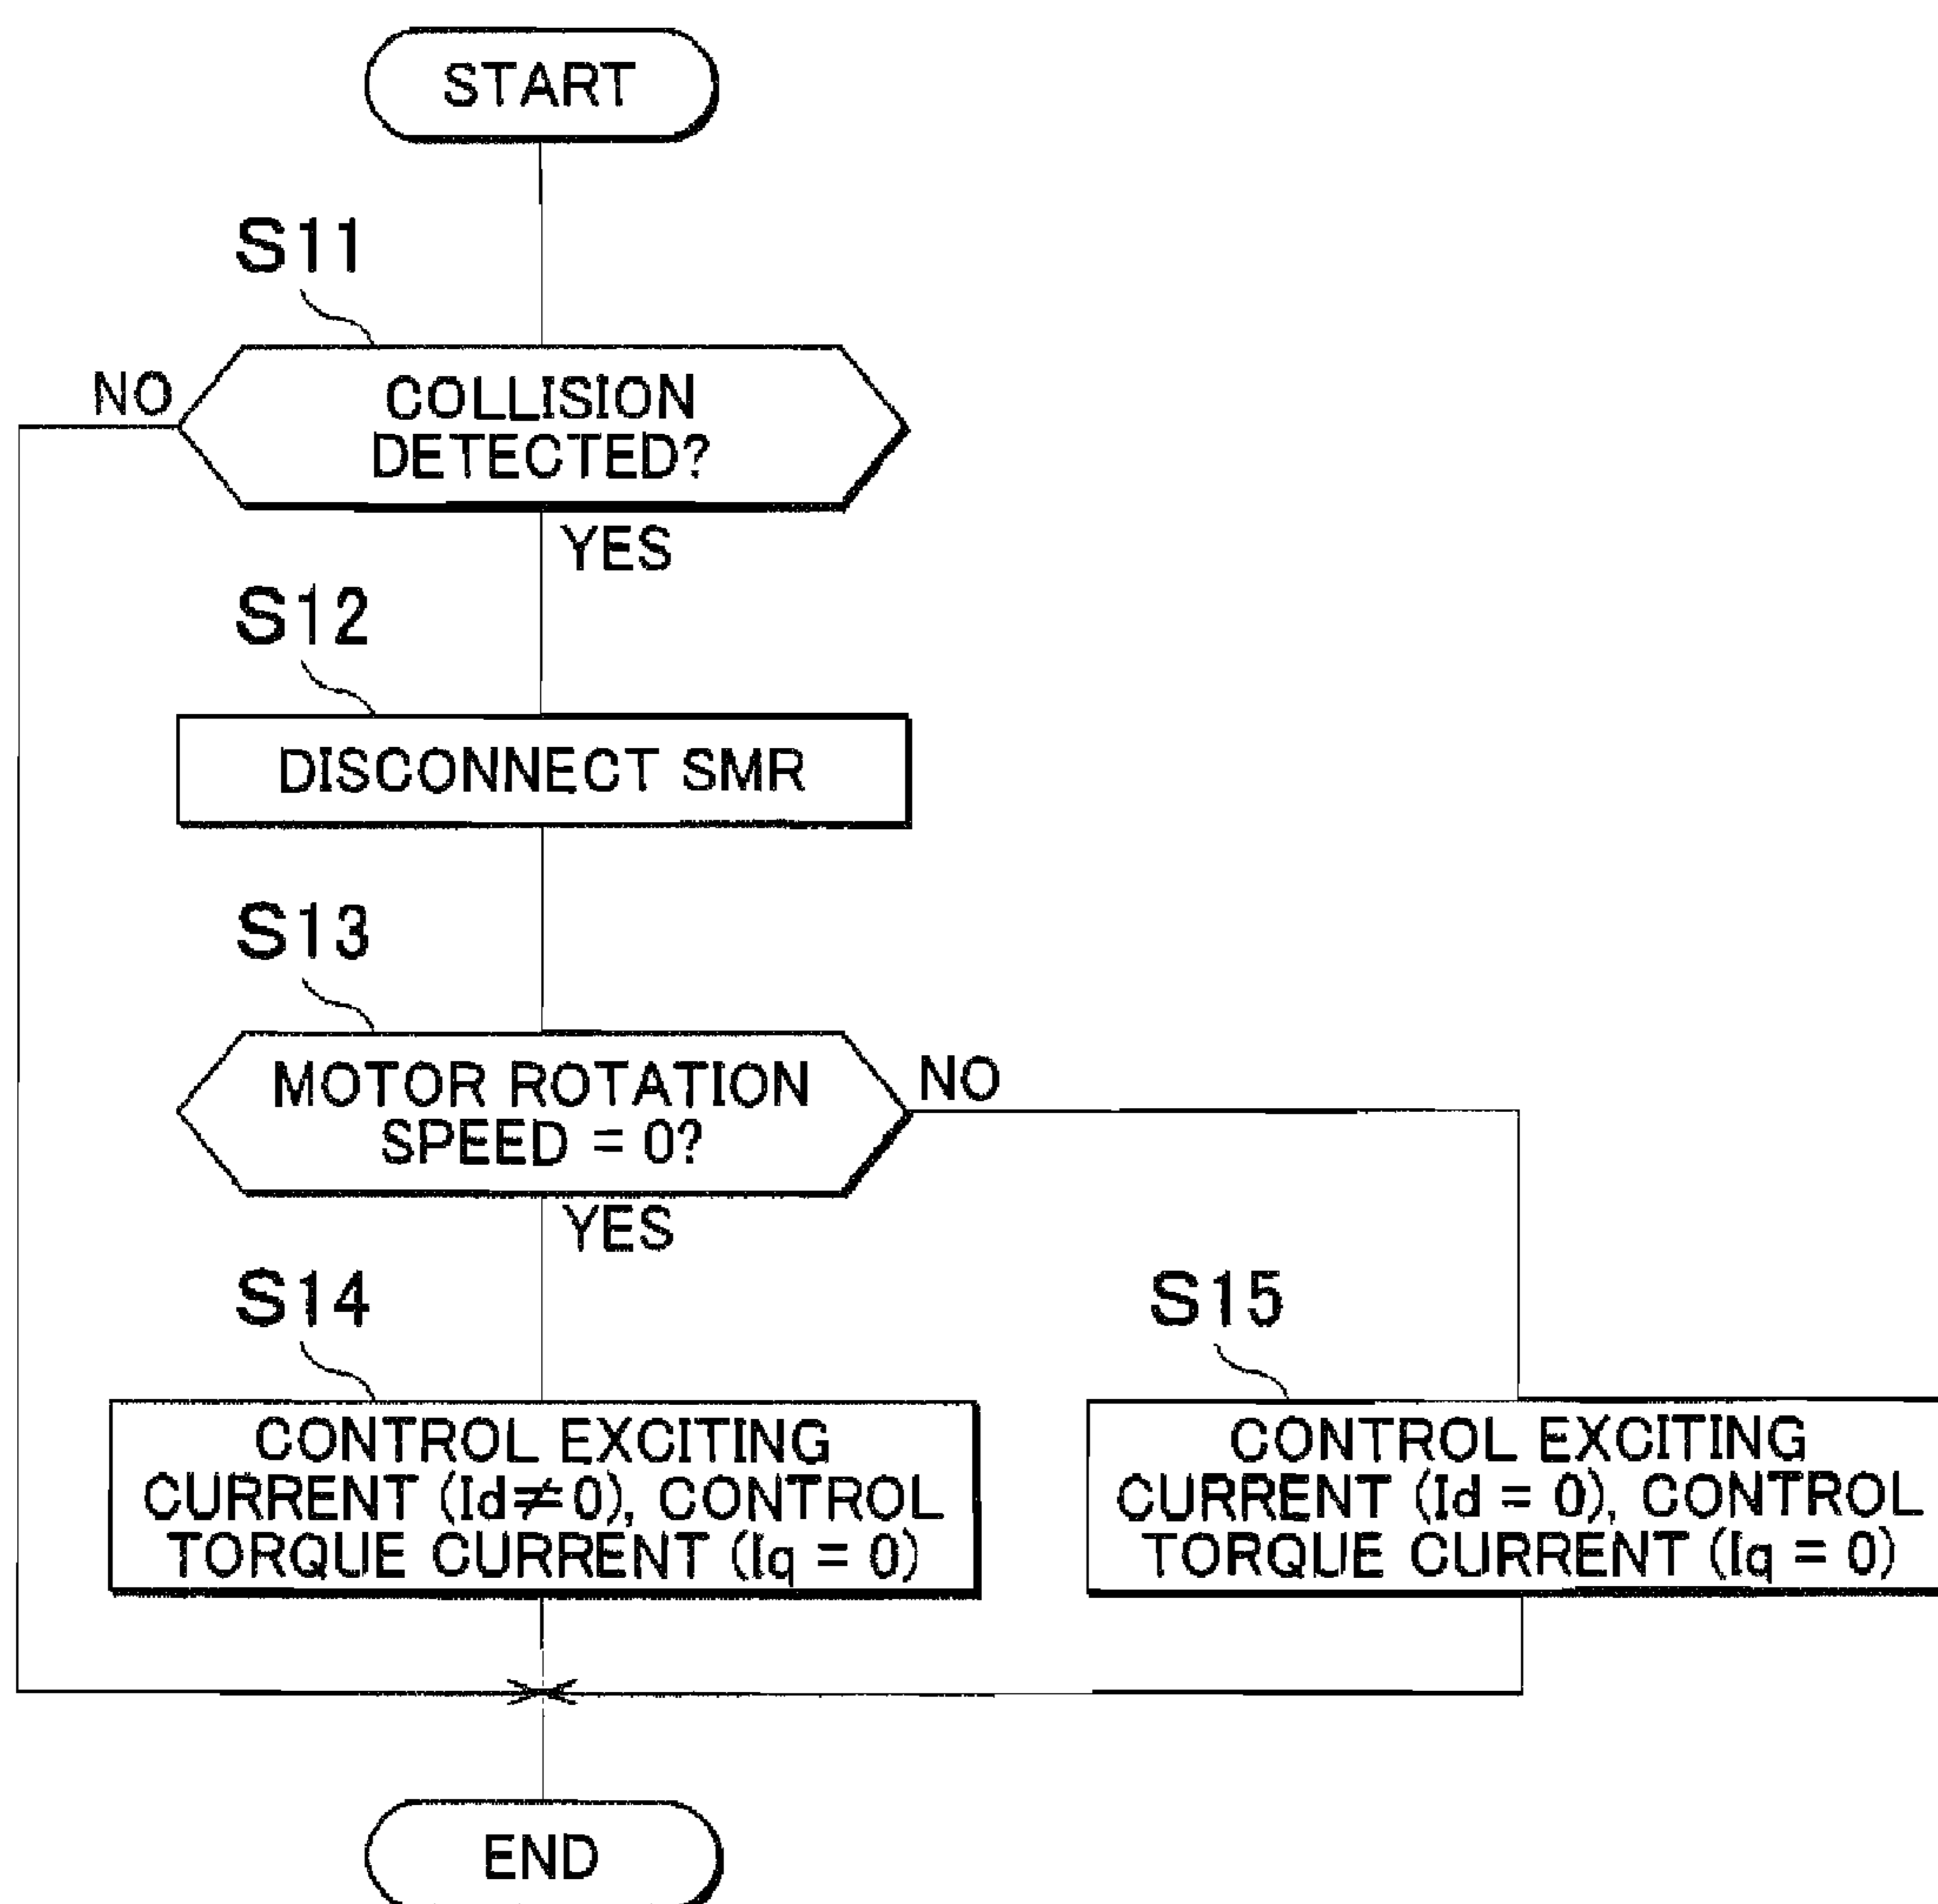 START
S11
NO
COLLISION
DETECTED?
YES
S12
DISCONNECT SMR
S13
MOTOR ROTATION
SPEED = 0?
NO
YES
S14
CONTROL EXCITING
CURRENT (Id≠0), CONTROL
TORQUE CURRENT (Iq = 0)
S15
CONTROL EXCITING
CURRENT (Id = 0), CONTROL
TORQUE CURRENT (Iq = 0)
END